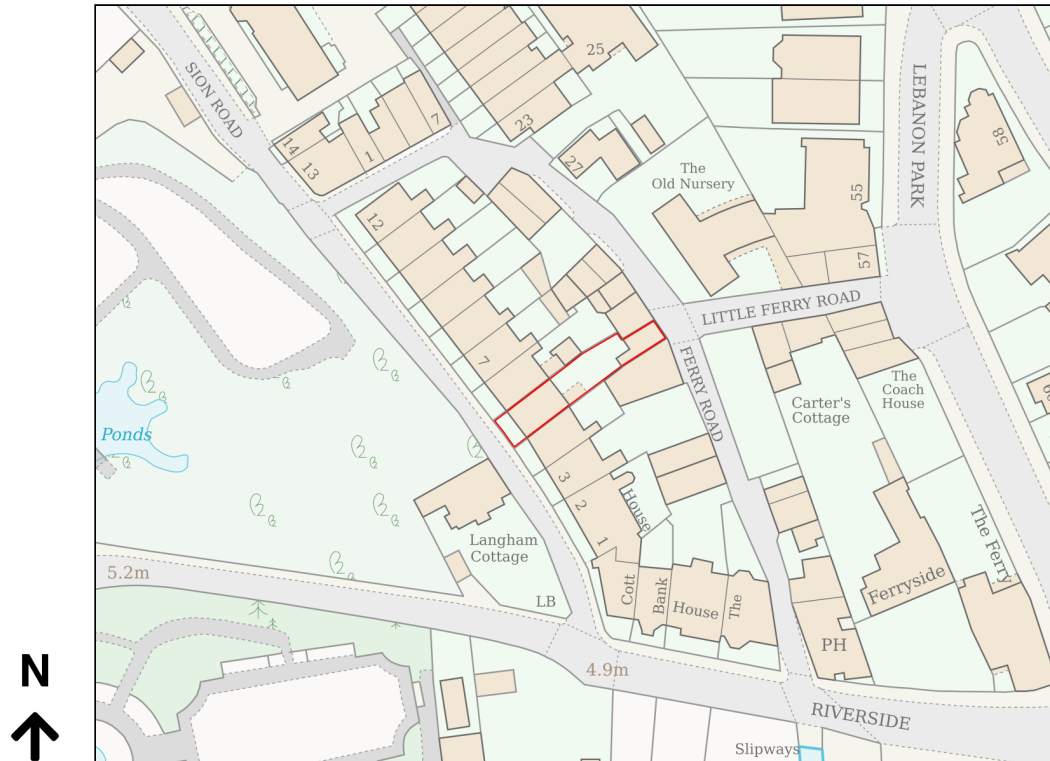 25
SION ROAD
LEBANON PARK
23
7
14
13
1
27
58
The
Old Nursery
55
12
57
LITTLE FERRY ROAD
7
FERRY ROAD
The
Coach
House
Carter's
Cottage
60
Ponds
3
2
House
1
Langham
Cottage
The Ferry
5.2m
Ferryside
LB
Cott
Bank
House
The
PH
N
4.9m
RIVERSIDE
Slipways